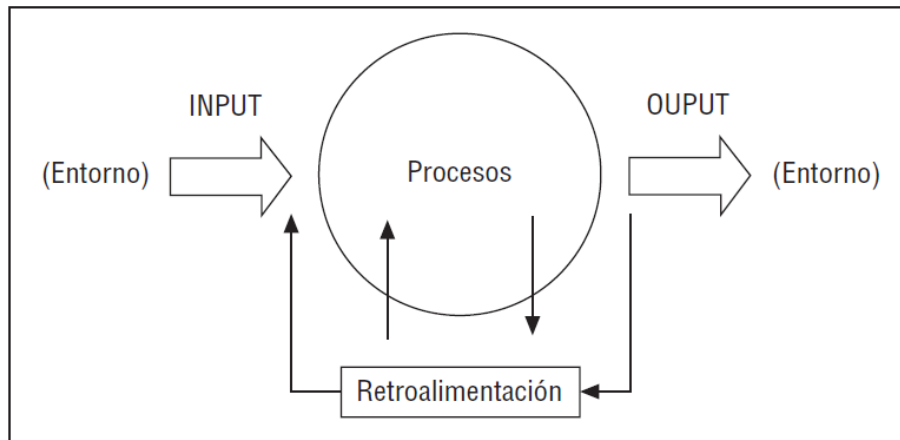 INPUT
OUPUT
(Entorno)
Procesos
(Entorno)
Retroalimentación